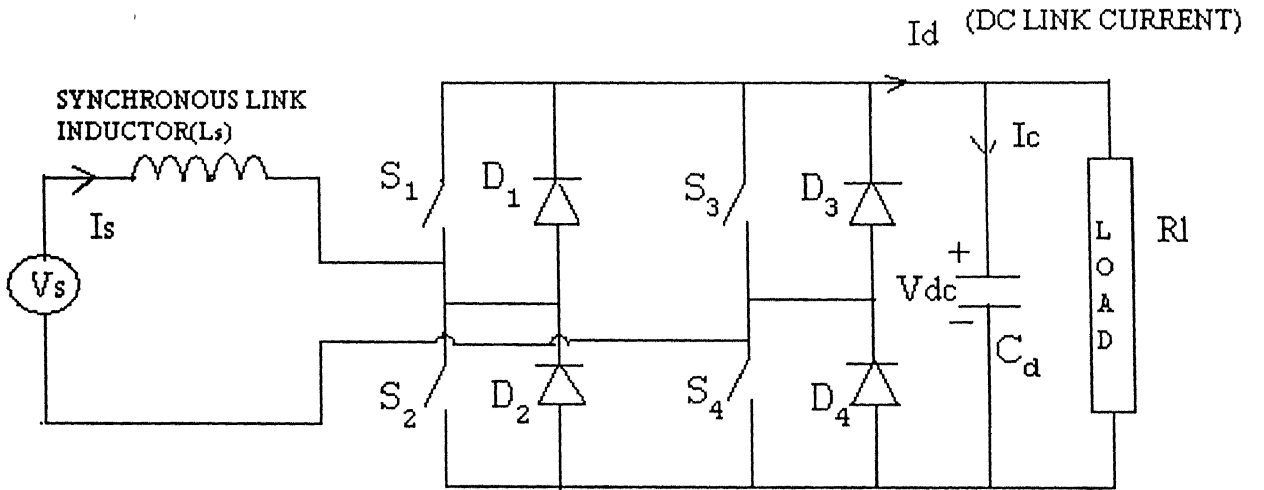 Id (DC LINK CURRENT)
SYNCHRONOUS LINK
INDUCTOR(Ls)
Is
Vs
S1
D1
S3
D3
Ic
LOAD
Rl
+
Vdc
−
Cd
S2
D2
S4
D4